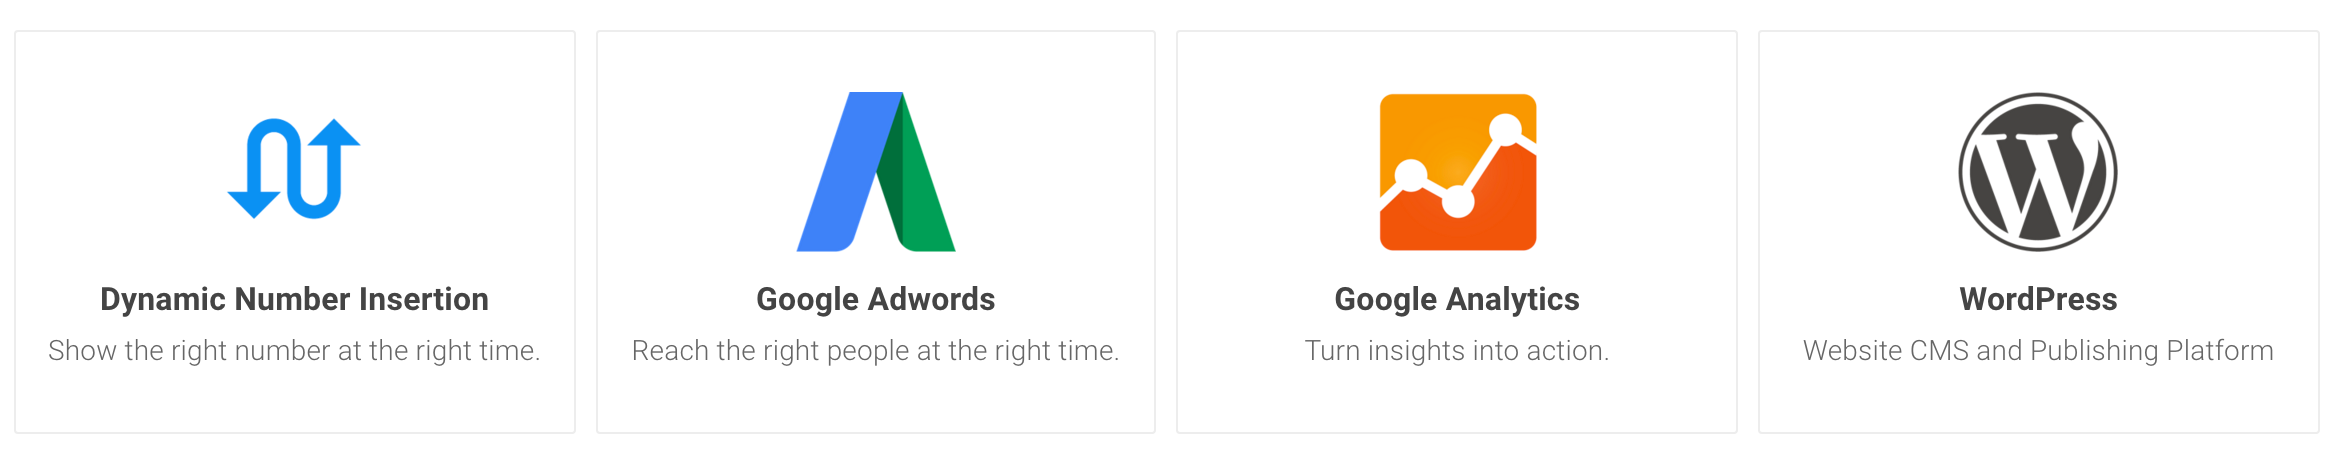 Dynamic Number Insertion
Show the right number at the right time.
Google Adwords
Reach the right people at the right time.
Google Analytics
Turn insights into action.
WordPress
Website CMS and Publishing Platform